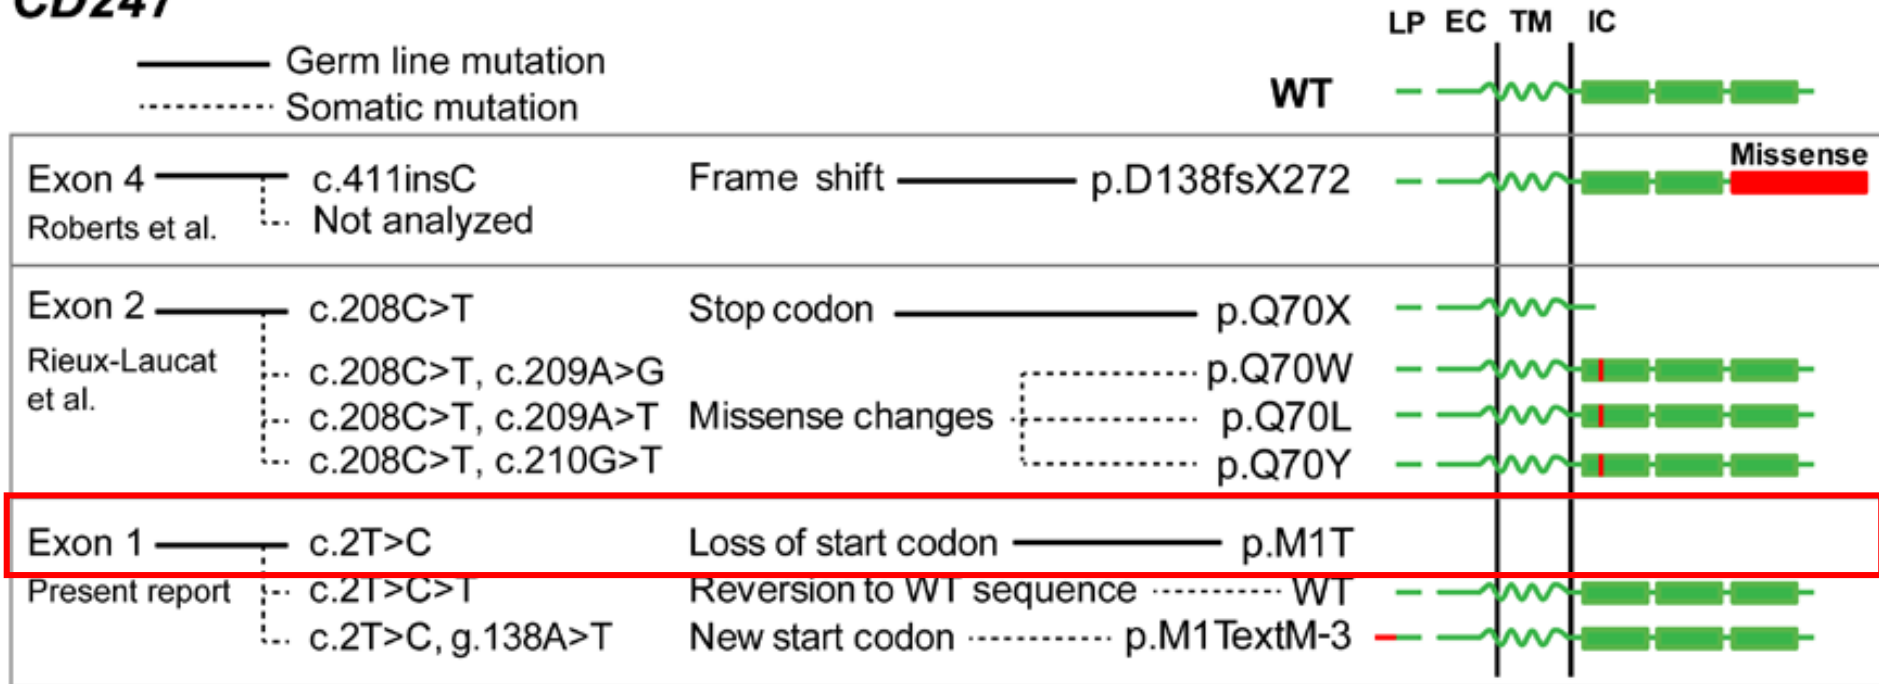 CD247
LP EC TM IC
Germ line mutation
Somatic mutation
WT
Missense
Exon 4 c.411insC Frame shift p.D138fsX272
Roberts et al. Not analyzed
Exon 2 c.208C>T Stop codon p.Q70X
Rieux-Laucat
et al.
c.208C>T, c.209A>G p.Q70W
c.208C>T, c.209A>T Missense changes p.Q70L
c.208C>T, c.210G>T p.Q70Y
Exon 1 c.2T>C Loss of start codon p.M1T
Present report c.2T>C>T Reversion to WT sequence WT
c.2T>C, g.138A>T New start codon p.M1TextM-3